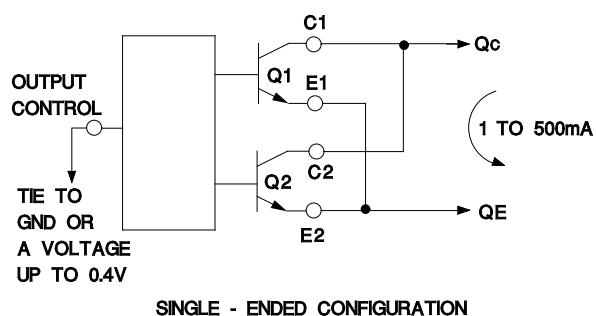 C1
Qc
Q1
OUTPUT
CONTROL
E1
1 TO 500mA
C2
Q2
TIE TO
GND OR
A VOLTAGE
UP TO 0.4V
QE
E2
SINGLE - ENDED CONFIGURATION